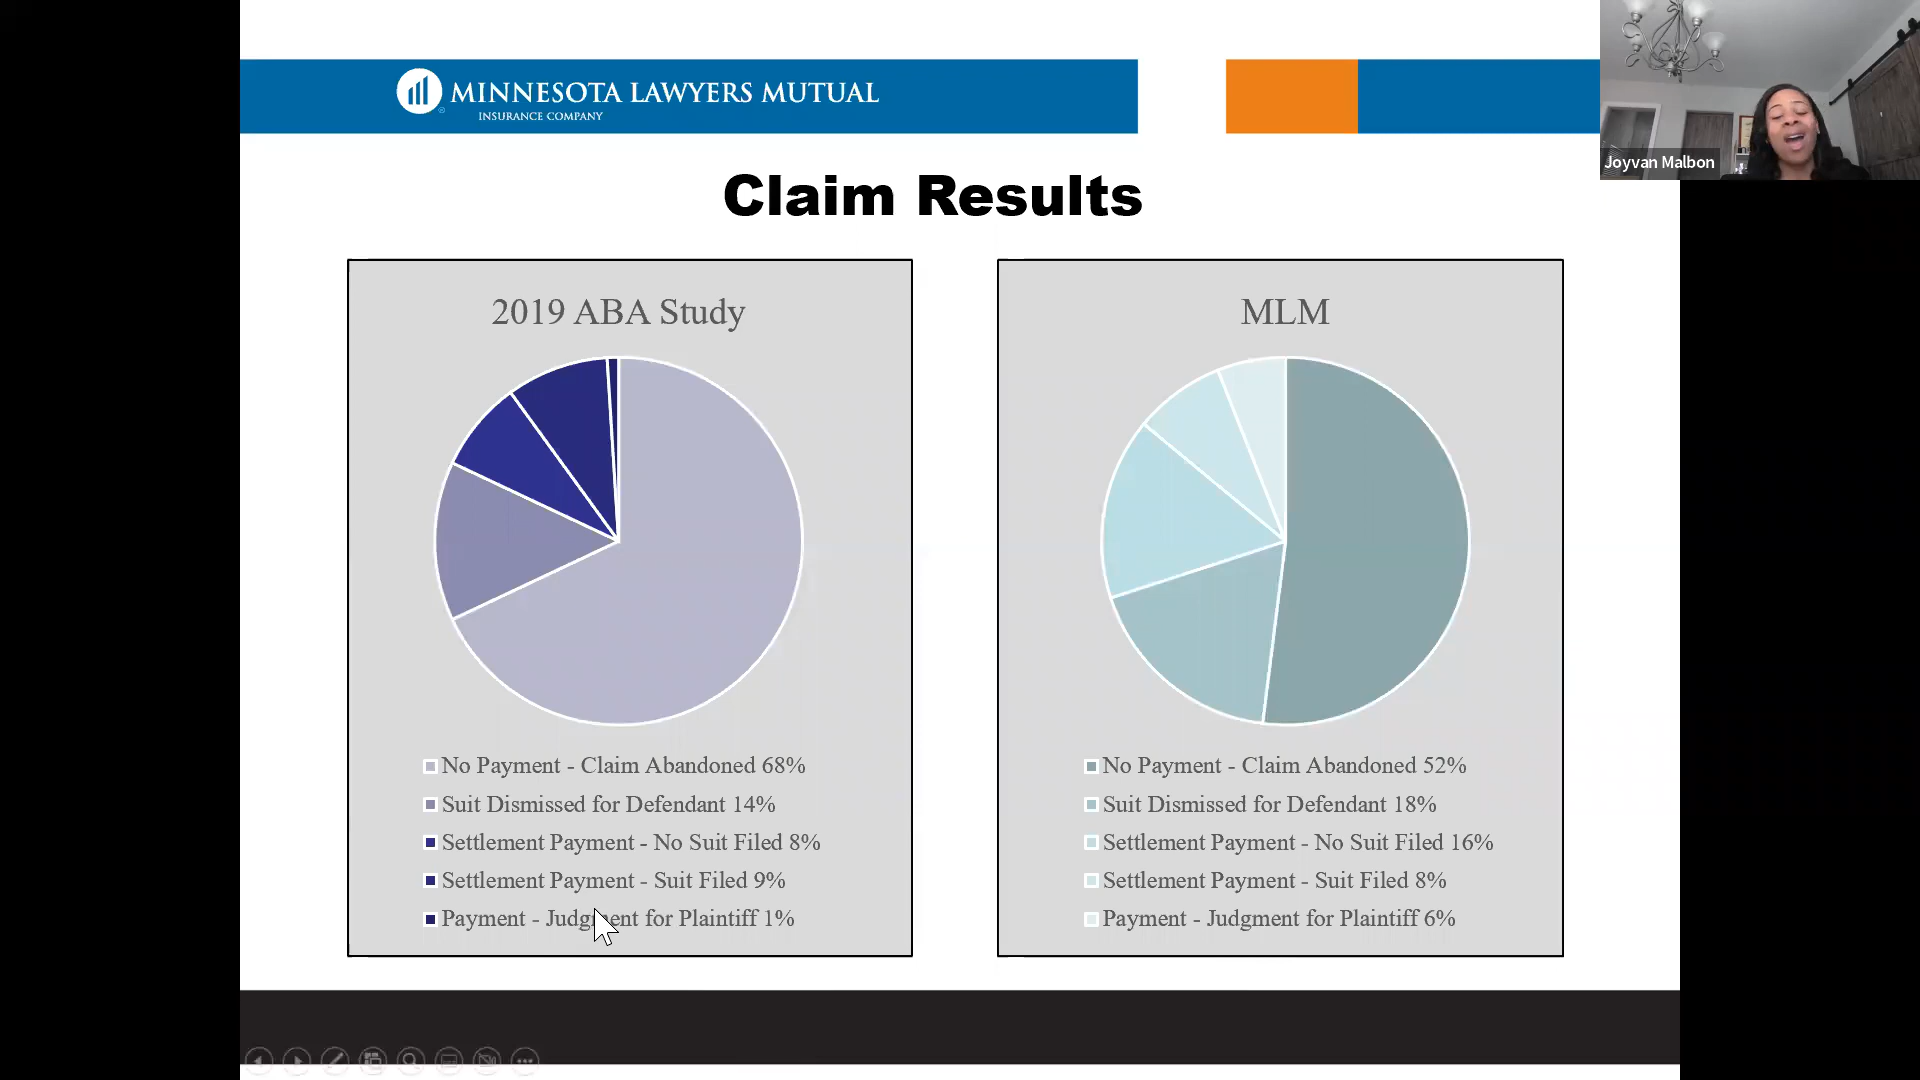 MINNESOTA LAWYERS MUTUAL
INSURANCE COMPANY
Joyvan Malbon
Claim Results
2019 ABA Study
No Payment - Claim Abandoned 68%
Suit Dismissed for Defendant 14%
Settlement Payment - No Suit Filed 8%
Settlement Payment - Suit Filed 9%
Payment - Judgment for Plaintiff 1%
MLM
No Payment - Claim Abandoned 52%
Suit Dismissed for Defendant 18%
Settlement Payment - No Suit Filed 16%
Settlement Payment - Suit Filed 8%
Payment - Judgment for Plaintiff 6%